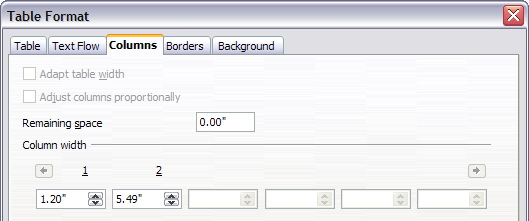 Table Format
Table Text Flow Columns Borders Background
Adapt table width
Adjust columns proportionally
Remaining space 0.00"
Column width
1 2
1.20" 5.49"